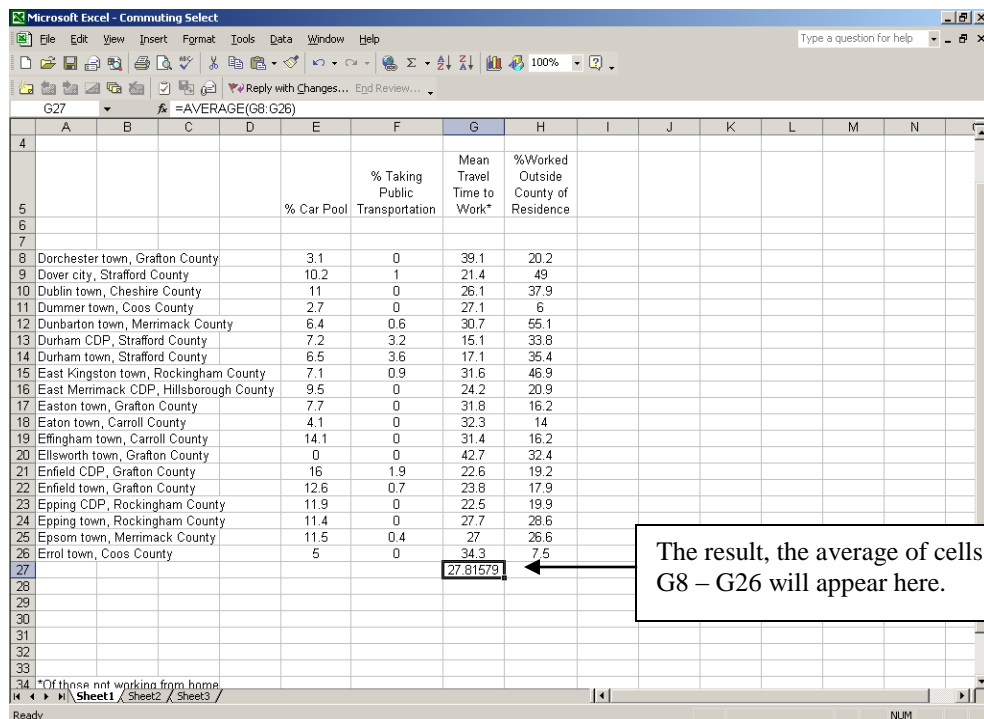 Microsoft Excel - Commuting Select
File Edit View Insert Format Tools Data Window Help Type a question for help
100%
Reply with Changes... End Review...
G27 fx =AVERAGE(G8:G26)
A B C D E F G H I J K L M N
4
Mean %Worked
% Taking Travel Outside
Public Time to County of
5 % Car Pool Transportation Work* Residence
6
7
8 Dorchester town, Grafton County 3.1 0 39.1 20.2
9 Dover city, Strafford County 10.2 1 21.4 49
10 Dublin town, Cheshire County 11 0 26.1 37.9
11 Dummer town, Coos County 2.7 0 27.1 6
12 Dunbarton town, Merrimack County 6.4 0.6 30.7 55.1
13 Durham CDP, Strafford County 7.2 3.2 15.1 33.8
14 Durham town, Strafford County 6.5 3.6 17.1 35.4
15 East Kingston town, Rockingham County 7.1 0.9 31.6 46.9
16 East Merrimack CDP, Hillsborough County 9.5 0 24.2 20.9
17 Easton town, Grafton County 7.7 0 31.8 16.2
18 Eaton town, Carroll County 4.1 0 32.3 14
19 Effingham town, Carroll County 14.1 0 31.4 16.2
20 Ellsworth town, Grafton County 0 0 42.7 32.4
21 Enfield CDP, Grafton County 16 1.9 22.6 19.2
22 Enfield town, Grafton County 12.6 0.7 23.8 17.9
23 Epping CDP, Rockingham County 11.9 0 22.5 19.9
24 Epping town, Rockingham County 11.4 0 27.7 28.6
25 Epsom town, Merrimack County 11.5 0.4 27 26.6
26 Errol town, Coos County 5 0 34.3 7.5
27 27.81579
The result, the average of cells
G8 – G26 will appear here.
28
29
30
31
32
33
34 *Of those not working from home
Sheet1 Sheet2 Sheet3
Ready NUM